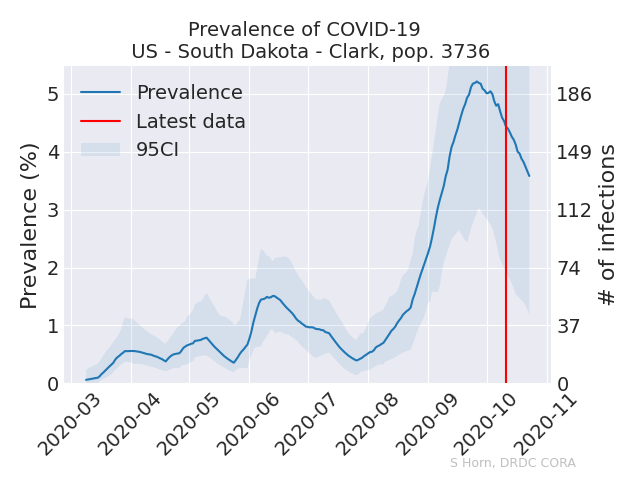 Prevalence of COVID-19
US - South Dakota - Clark, pop. 3736
Prevalence
Latest data
95CI
Prevalence (%)
5
4
3
2
1
0
186
149
112
74
37
0
# of infections
2020-03
2020-04
2020-05
2020-06
2020-07
2020-08
2020-09
2020-10
2020-11
S Horn, DRDC CORA